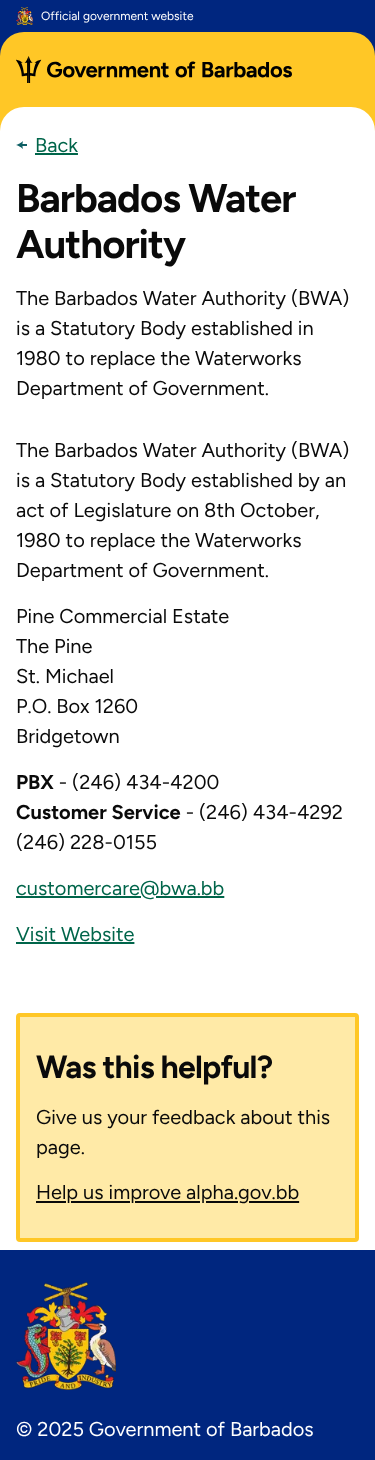 Official government website
Government of Barbados
Back
Barbados Water
Authority
The Barbados Water Authority (BWA)
is a Statutory Body established in
1980 to replace the Waterworks
Department of Government.
The Barbados Water Authority (BWA)
is a Statutory Body established by an
act of Legislature on 8th October,
1980 to replace the Waterworks
Department of Government.
Pine Commercial Estate
The Pine
St. Michael
P.O. Box 1260
Bridgetown
PBX - (246) 434-4200
Customer Service - (246) 434-4292
(246) 228-0155
customercare@bwa.bb
Visit Website
Was this helpful?
Give us your feedback about this
page.
Help us improve alpha.gov.bb
PRIDE AND INDUSTRY
© 2025 Government of Barbados